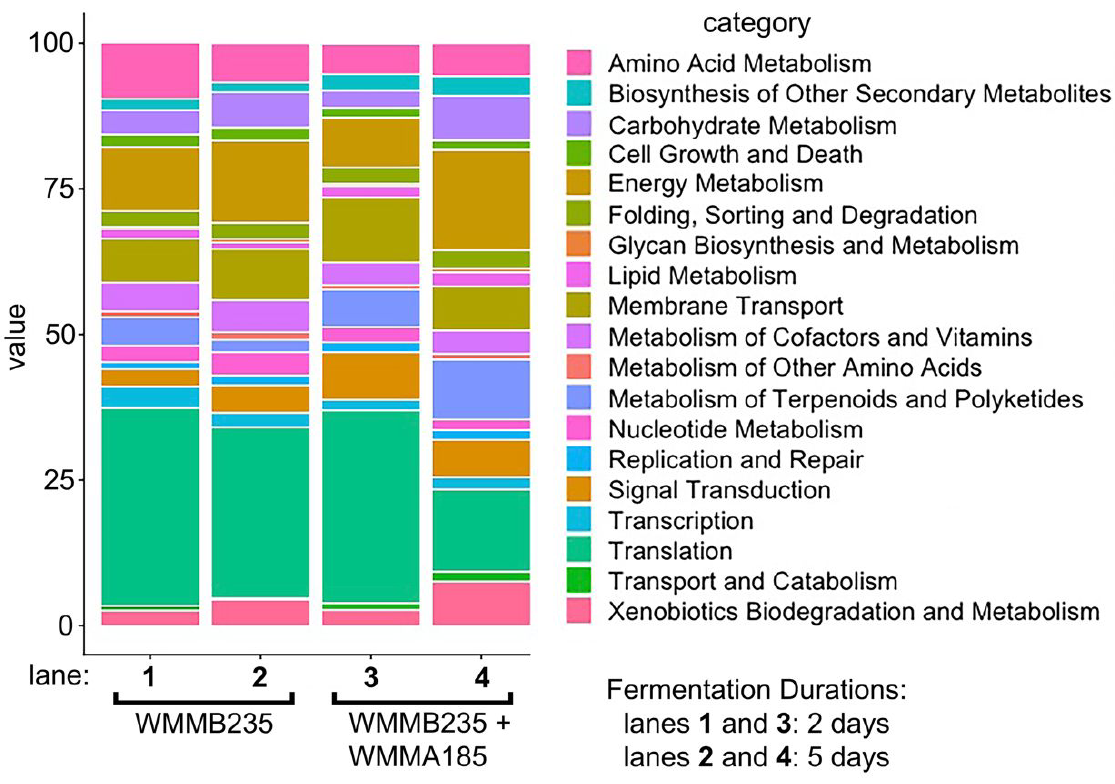 category
100
75
50
25
0
value
Amino Acid Metabolism
Biosynthesis of Other Secondary Metabolites
Carbohydrate Metabolism
Cell Growth and Death
Energy Metabolism
Folding, Sorting and Degradation
Glycan Biosynthesis and Metabolism
Lipid Metabolism
Membrane Transport
Metabolism of Cofactors and Vitamins
Metabolism of Other Amino Acids
Metabolism of Terpenoids and Polyketides
Nucleotide Metabolism
Replication and Repair
Signal Transduction
Transcription
Translation
Transport and Catabolism
Xenobiotics Biodegradation and Metabolism
lane: 1 2 3 4
WMMB235
WMMB235 +
WMMA185
Fermentation Durations:
lanes 1 and 3: 2 days
lanes 2 and 4: 5 days